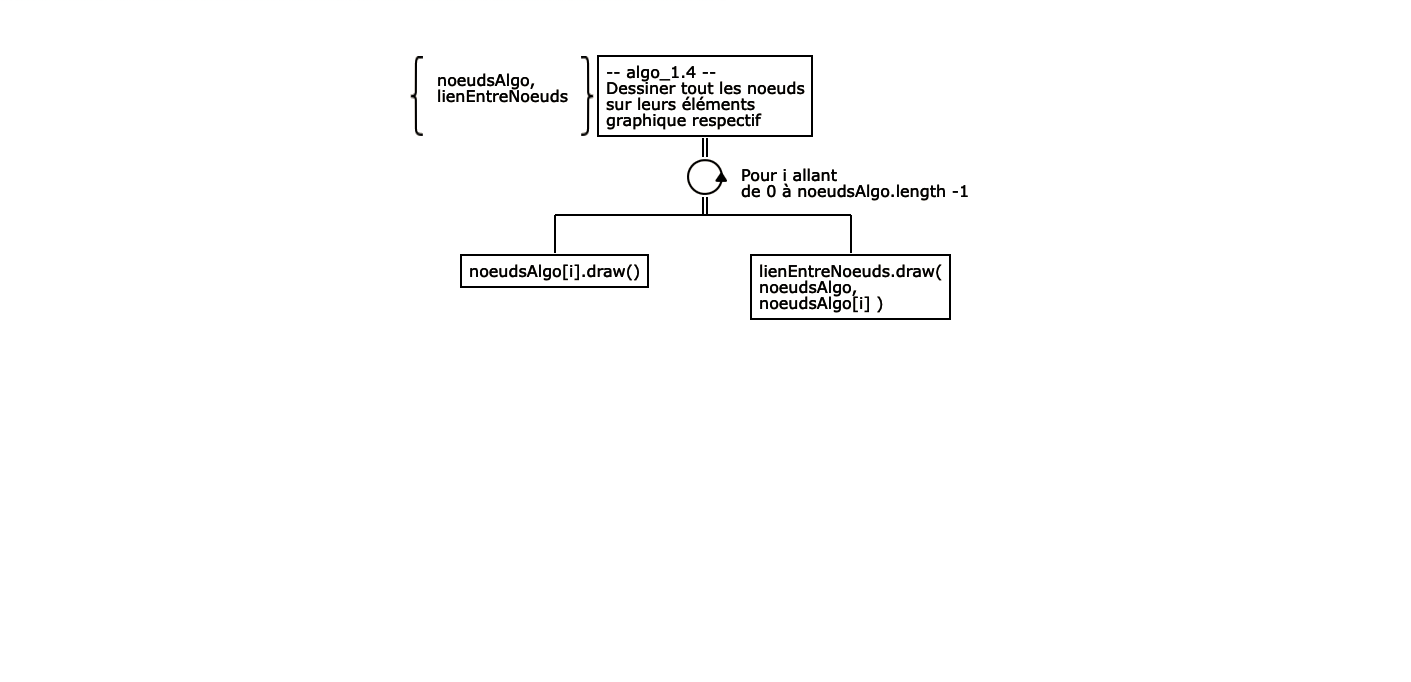 noeudsAlgo,
lienEntreNoeuds
-- algo_1.4 --
Dessiner tout les noeuds
sur leurs éléments
graphique respectif
Pour i allant
de 0 à noeudsAlgo.length -1
noeudsAlgo[i].draw()
lienEntreNoeuds.draw(
noeudsAlgo,
noeudsAlgo[i] )